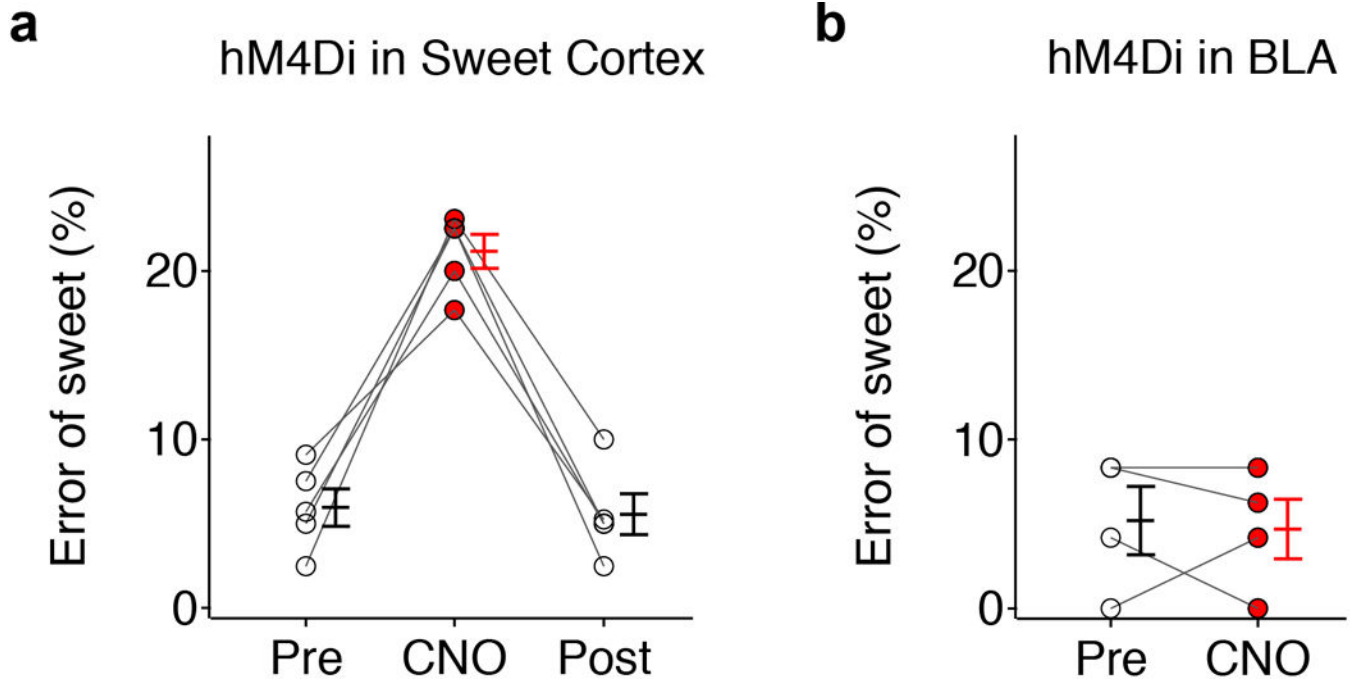 a
hM4Di in Sweet Cortex
Error of sweet (%)
20
10
0
Pre CNO Post
b
hM4Di in BLA
Error of sweet (%)
20
10
0
Pre CNO